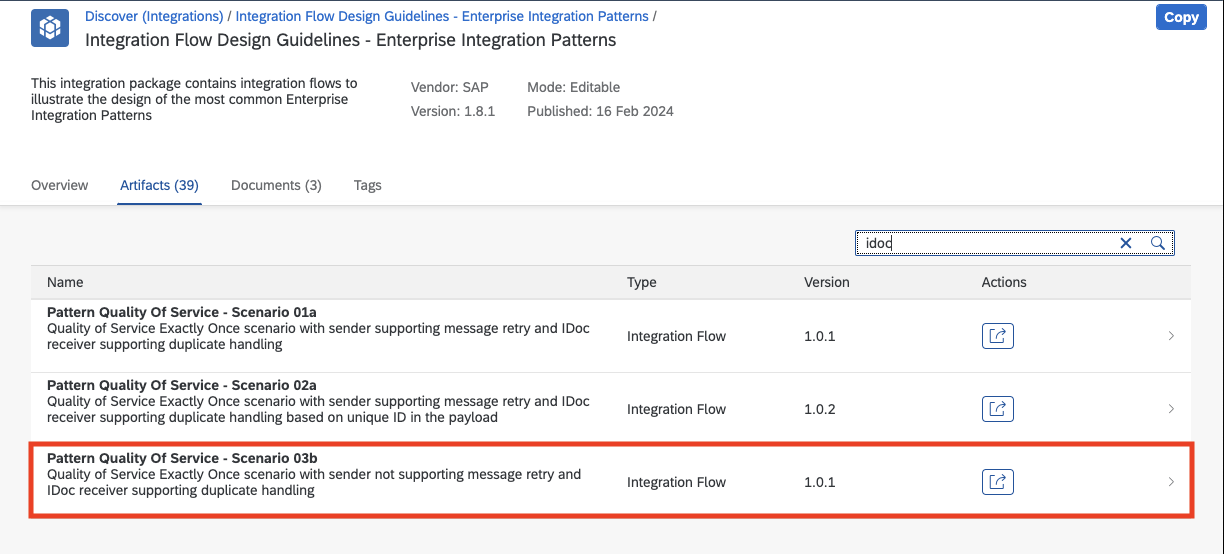 Discover (Integrations) / Integration Flow Design Guidelines - Enterprise Integration Patterns /
Copy
Integration Flow Design Guidelines - Enterprise Integration Patterns
This integration package contains integration flows to
illustrate the design of the most common Enterprise
Integration Patterns
Vendor: SAP
Mode: Editable
Version: 1.8.1
Published: 16 Feb 2024
Overview
Artifacts (39)
Documents (3)
Tags
idoc
Name
Type
Version
Actions
Pattern Quality Of Service - Scenario 01a
Quality of Service Exactly Once scenario with sender supporting message retry and IDoc
receiver supporting duplicate handling
Integration Flow
1.0.1
Pattern Quality Of Service - Scenario 02a
Quality of Service Exactly Once scenario with sender supporting message retry and IDoc
receiver supporting duplicate handling based on unique ID in the payload
Integration Flow
1.0.2
Pattern Quality Of Service - Scenario 03b
Quality of Service Exactly Once scenario with sender not supporting message retry and
IDoc receiver supporting duplicate handling
Integration Flow
1.0.1